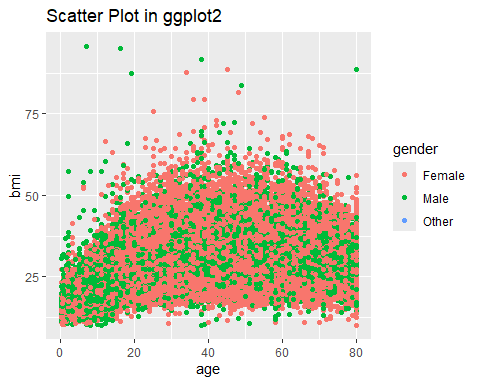 Scatter Plot in ggplot2
bmi
75
50
25
0
20
40
60
80
age
gender
Female
Male
Other